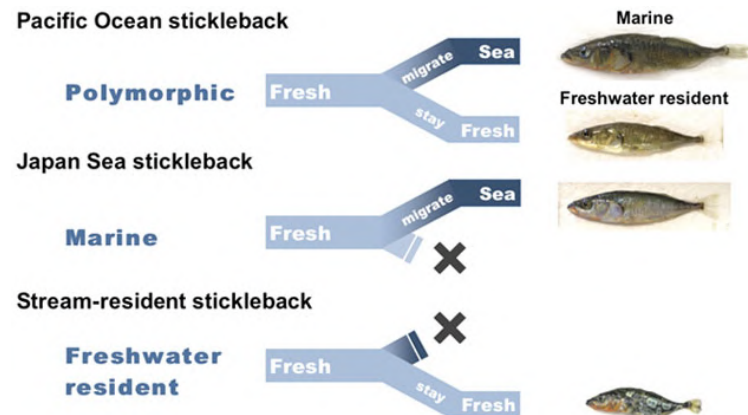 Pacific Ocean stickleback
Marine
Sea
migrate
Polymorphic
Fresh
stay
Fresh
Freshwater resident
Japan Sea stickleback
Sea
migrate
Marine
Fresh
Stream-resident stickleback
Freshwater
resident
Fresh
stay
Fresh